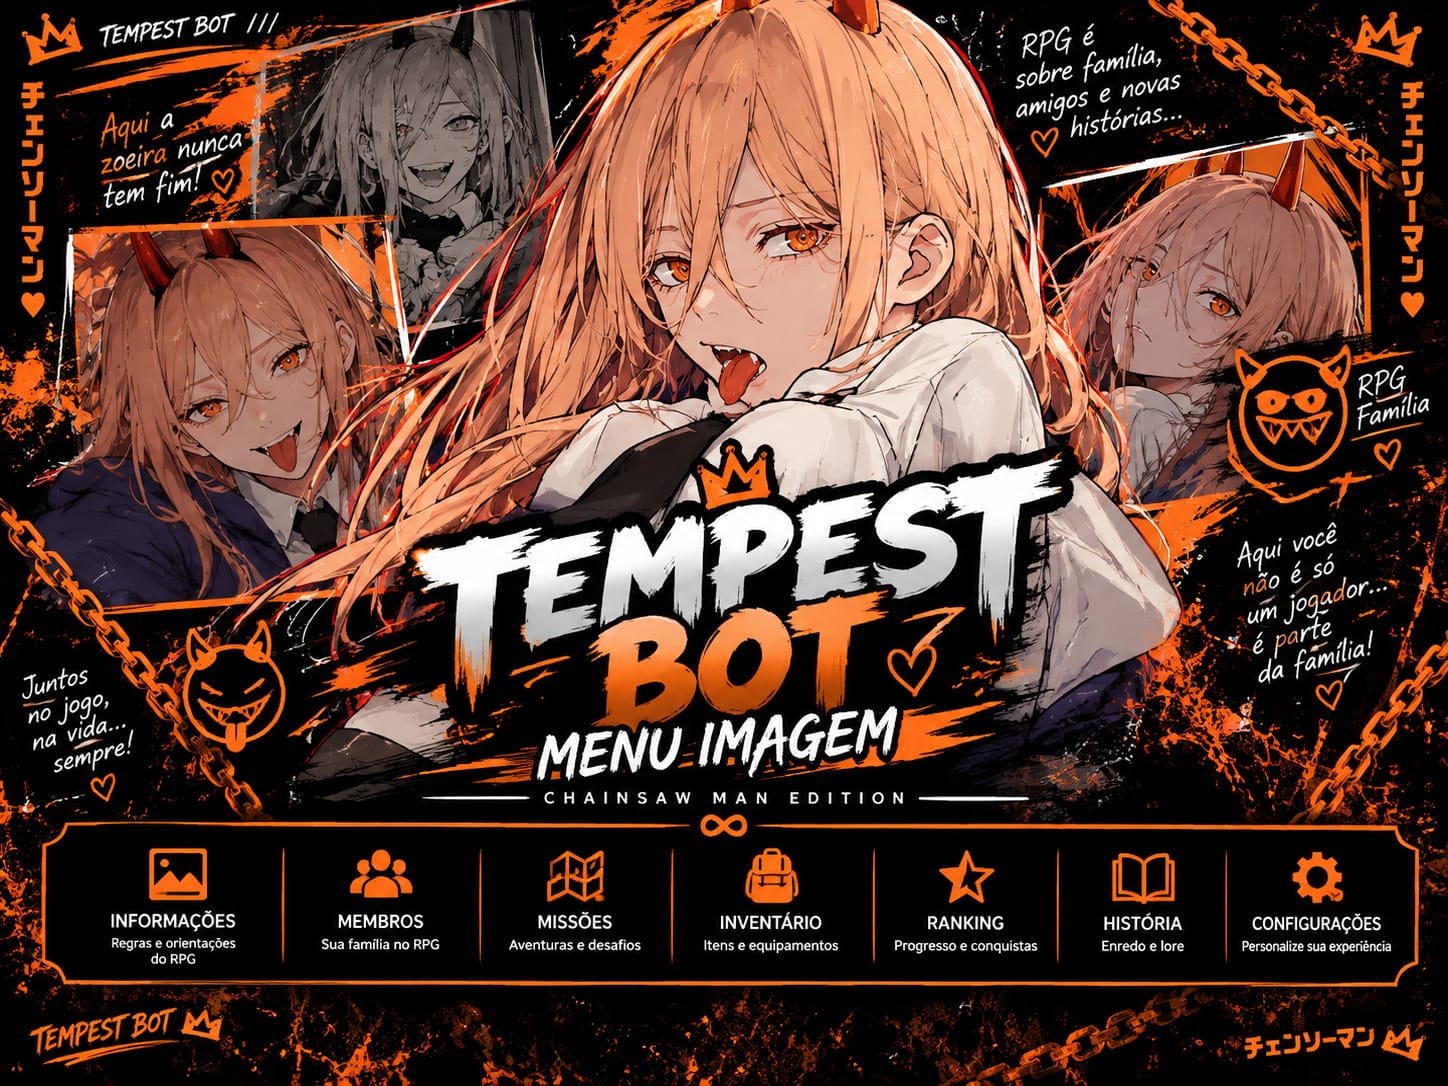 TEMPEST BOT ///
チェンソーマン♥
Aqui a
zoeira nunca
tem fim! ♡
RPG é
sobre família,
amigos e novas
♡ histórias...
チェンソーマン♥
RPG
Família
♡
TEMPEST
BOT ♡
MENU IMAGEM
CHAINSAW MAN EDITION
Aqui você
não é só
um jogador...
é parte
da família!
♡
Juntos
no jogo,
na vida...
sempre!
♡
∞
INFORMAÇÕES
Regras e orientações
do RPG
MEMBROS
Sua família no RPG
MISSÕES
Aventuras e desafios
INVENTÁRIO
Itens e equipamentos
RANKING
Progresso e conquistas
HISTÓRIA
Enredo e lore
CONFIGURAÇÕES
Personalize sua experiência
TEMPEST BOT
チェンソーマン